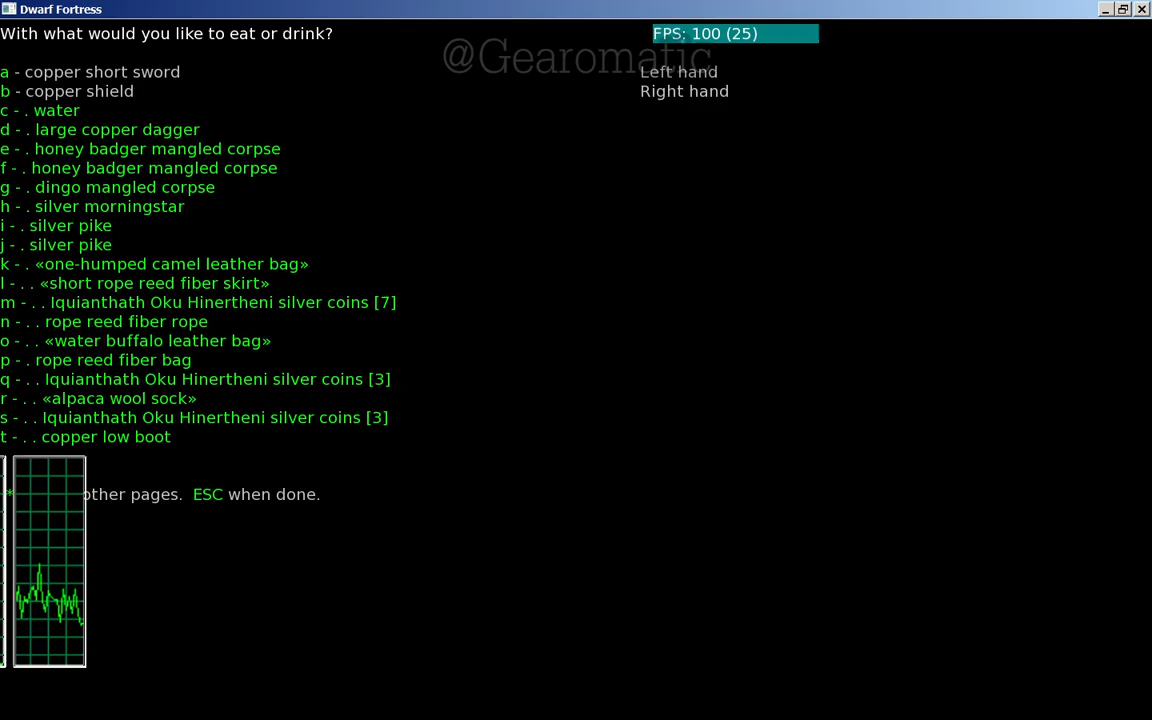 Dwarf Fortress
With what would you like to eat or drink?
FPS: 100 (25)
@Gearomatic
a - copper short sword Left hand
b - copper shield Right hand
c - . water
d - . large copper dagger
e - . honey badger mangled corpse
f - . honey badger mangled corpse
g - . dingo mangled corpse
h - . silver morningstar
i - . silver pike
j - . silver pike
k - . «one-humped camel leather bag»
l - . . «short rope reed fiber skirt»
m - . . Iquianthath Oku Hinertheni silver coins [7]
n - . . rope reed fiber rope
o - . . «water buffalo leather bag»
p - . rope reed fiber bag
q - . . Iquianthath Oku Hinertheni silver coins [3]
r - . . «alpaca wool sock»
s - . . Iquianthath Oku Hinertheni silver coins [3]
t - . . copper low boot
* other pages. ESC when done.